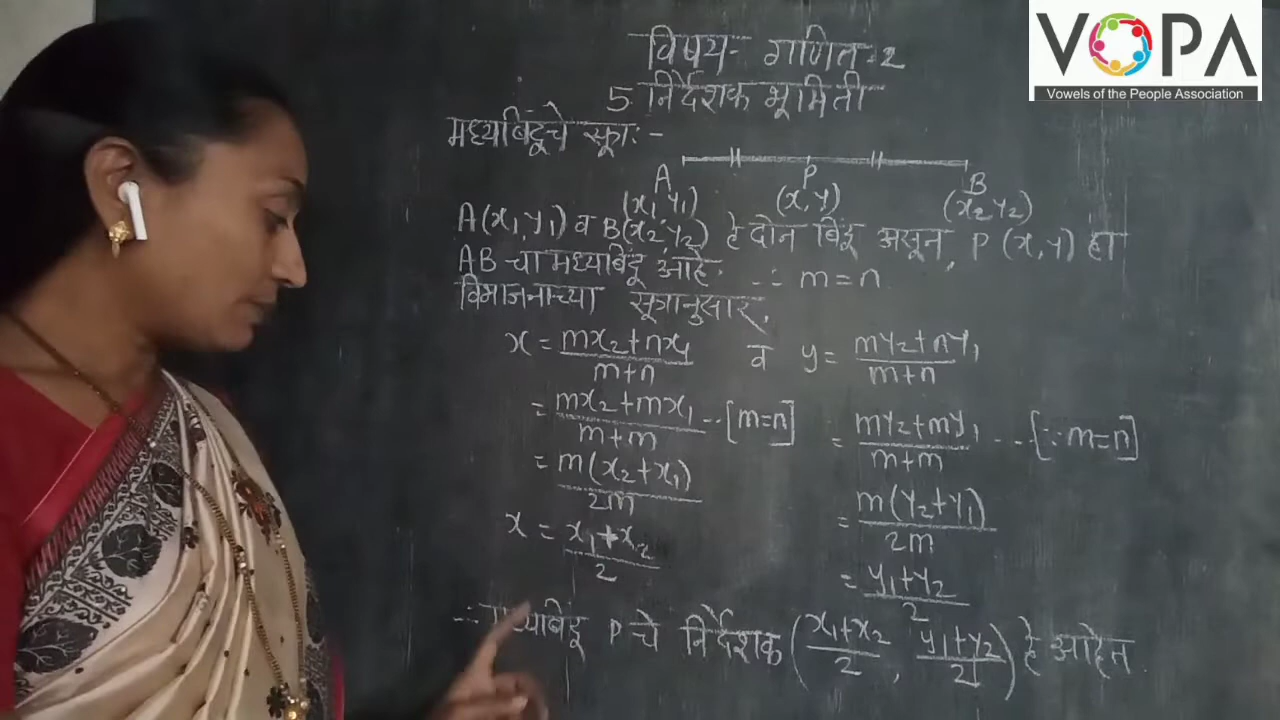 VOPA
Vowels of the People Association
विषय- गणित-2
5 निर्देशक भूमिती
मध्यबिंदूचे सूत्र:-
A P B
(x₁, y₁) (x, y) (x₂ y₂)
A(x₁, y₁) व B(x₂, y₂) हे दोन बिंदू असून, P (x, y) हा
AB चा मध्यबिंदू आहे. ∴ m = n
विभाजनाच्या सूत्रानुसार,
x = mx₂+nx₁/m+n व y = my₂+ny₁/m+n
= mx₂+mx₁/m+m --[m=n] = my₂+my₁/m+m --- [∵ m=n]
= m(x₂+x₁)/2m = m(y₂+y₁)/2m
x = x₁+x₂/2 = y₁+y₂/2
∴ मध्यबिंदू P चे निर्देशक (x₁+x₂/2, y₁+y₂/2) हे आहेत.